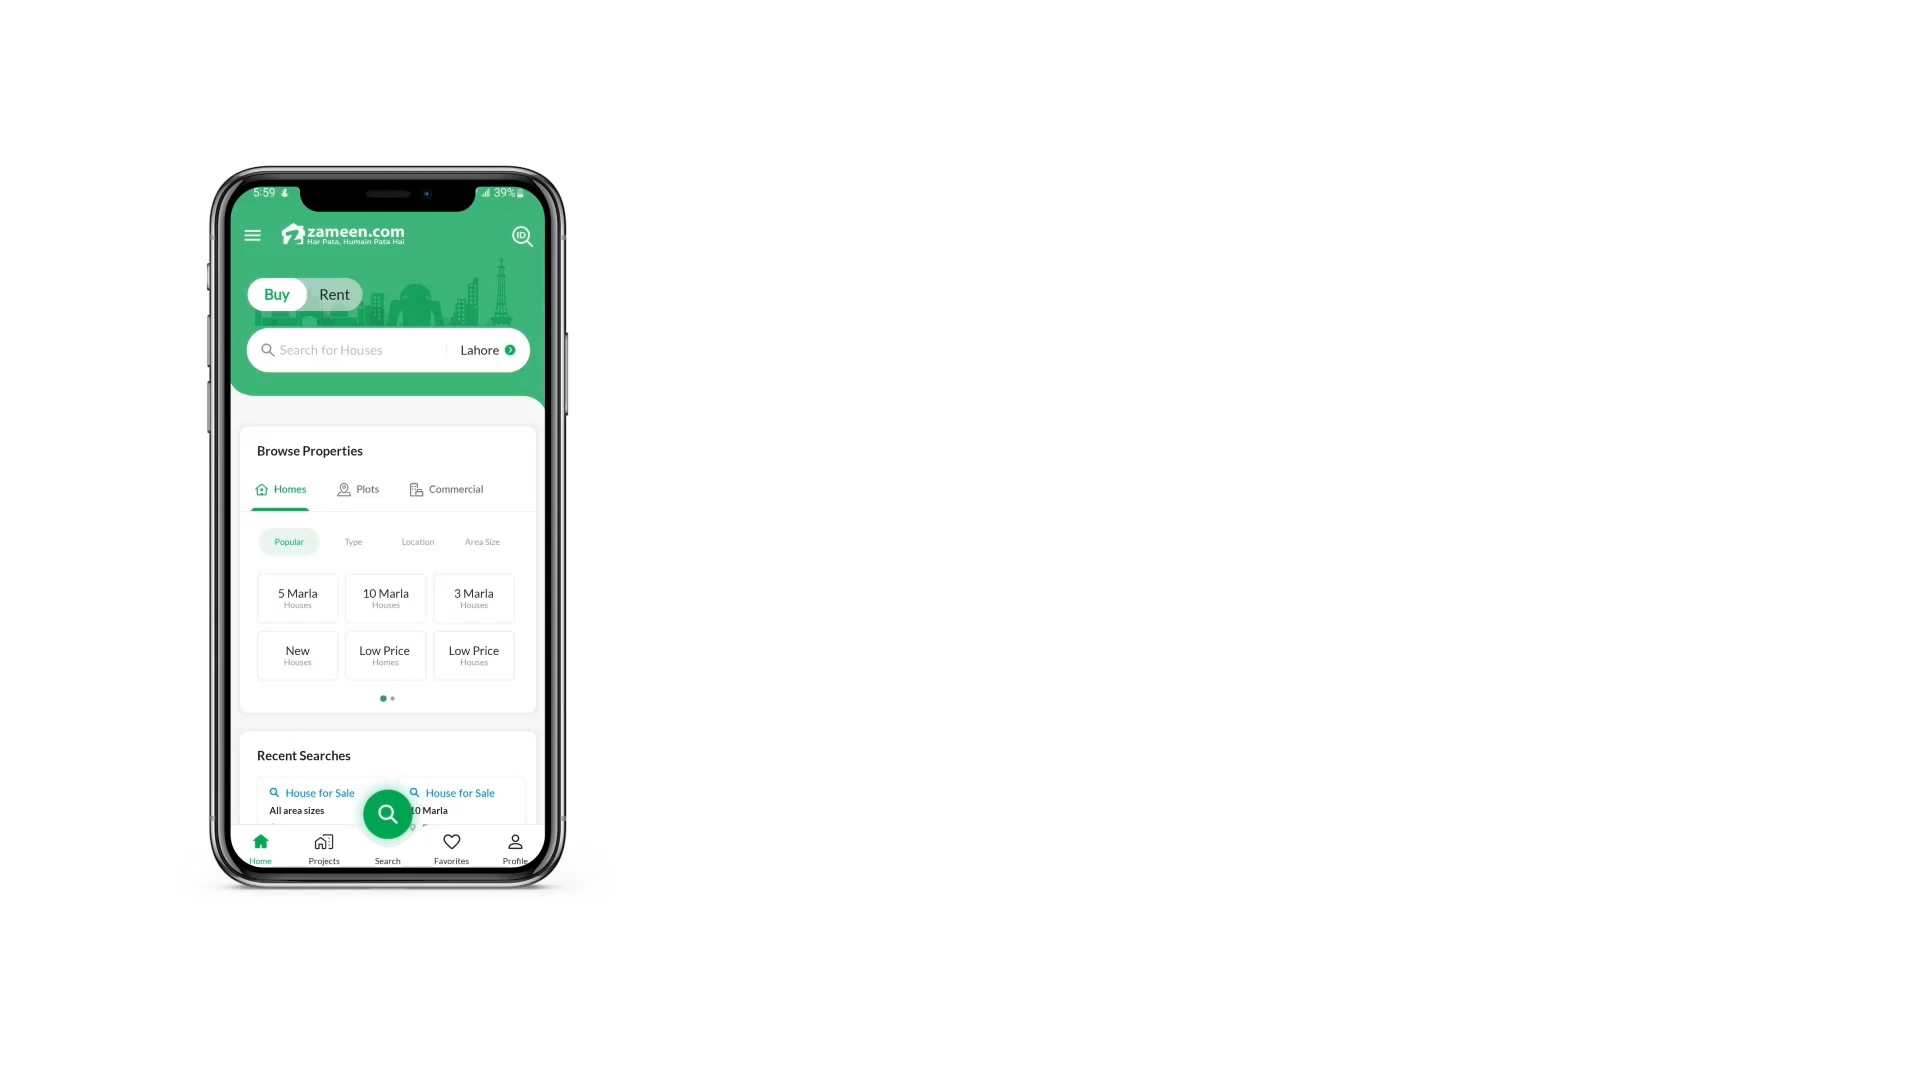 5:59
39%
zameen.com
Har Pata, Humain Pata Hai
ID
Buy Rent
Search for Houses Lahore
Browse Properties
Homes Plots Commercial
Popular Type Location Area Size
5 Marla 10 Marla 3 Marla
Houses Houses Houses
New Low Price Low Price
Houses Homes Houses
Recent Searches
House for Sale House for Sale
All area sizes 10 Marla
Home Projects Search Favorites Profile